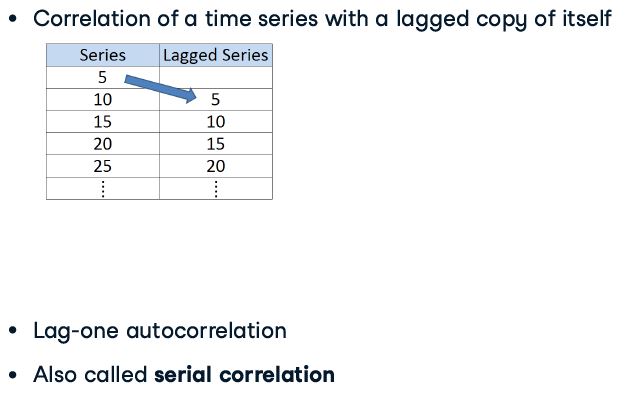 • Correlation of a time series with a lagged copy of itself
Series Lagged Series
5
10 5
15 10
20 15
25 20
⋮ ⋮
• Lag-one autocorrelation
• Also called serial correlation